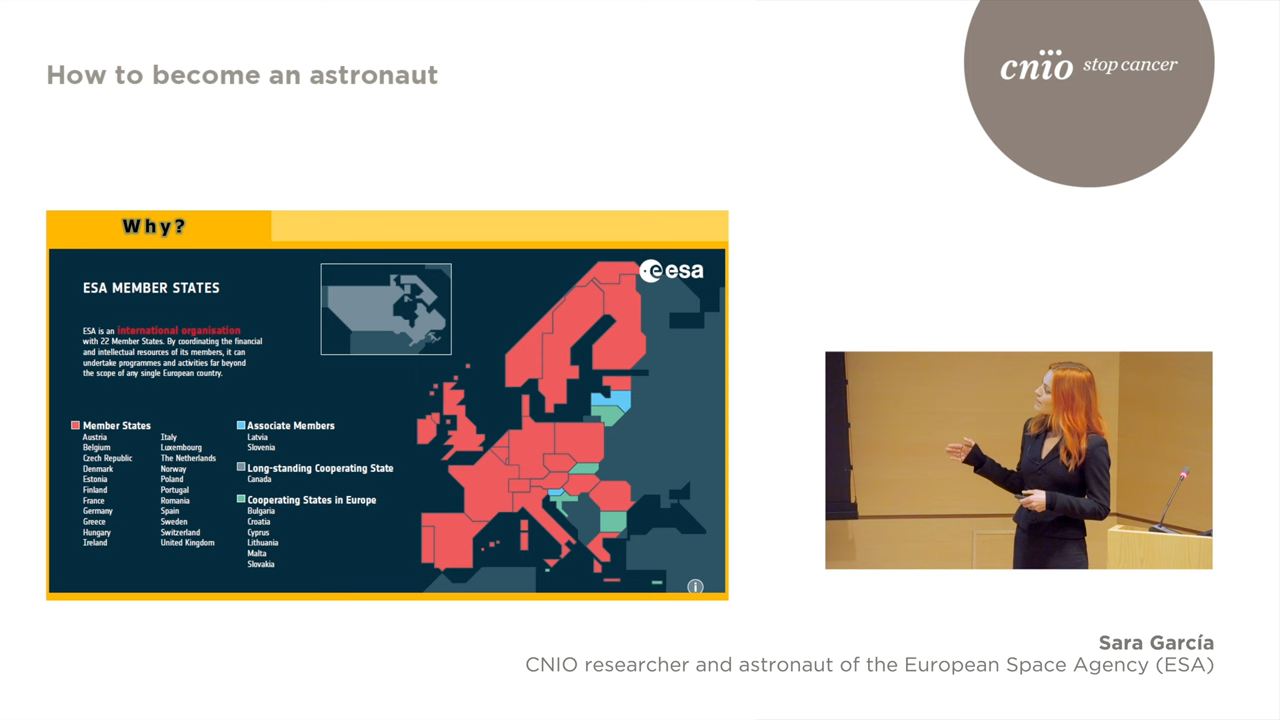 How to become an astronaut
cnio stop cancer
Why?
esa
ESA MEMBER STATES
ESA is an international organisation
with 22 Member States. By coordinating the financial
and intellectual resources of its members, it can
undertake programmes and activities far beyond
the scope of any single European country.
Member States
Austria
Belgium
Czech Republic
Denmark
Estonia
Finland
France
Germany
Greece
Hungary
Ireland
Italy
Luxembourg
The Netherlands
Norway
Poland
Portugal
Romania
Spain
Sweden
Switzerland
United Kingdom
Associate Members
Latvia
Slovenia
Long-standing Cooperating State
Canada
Cooperating States in Europe
Bulgaria
Croatia
Cyprus
Lithuania
Malta
Slovakia
i
Sara García
CNIO researcher and astronaut of the European Space Agency (ESA)